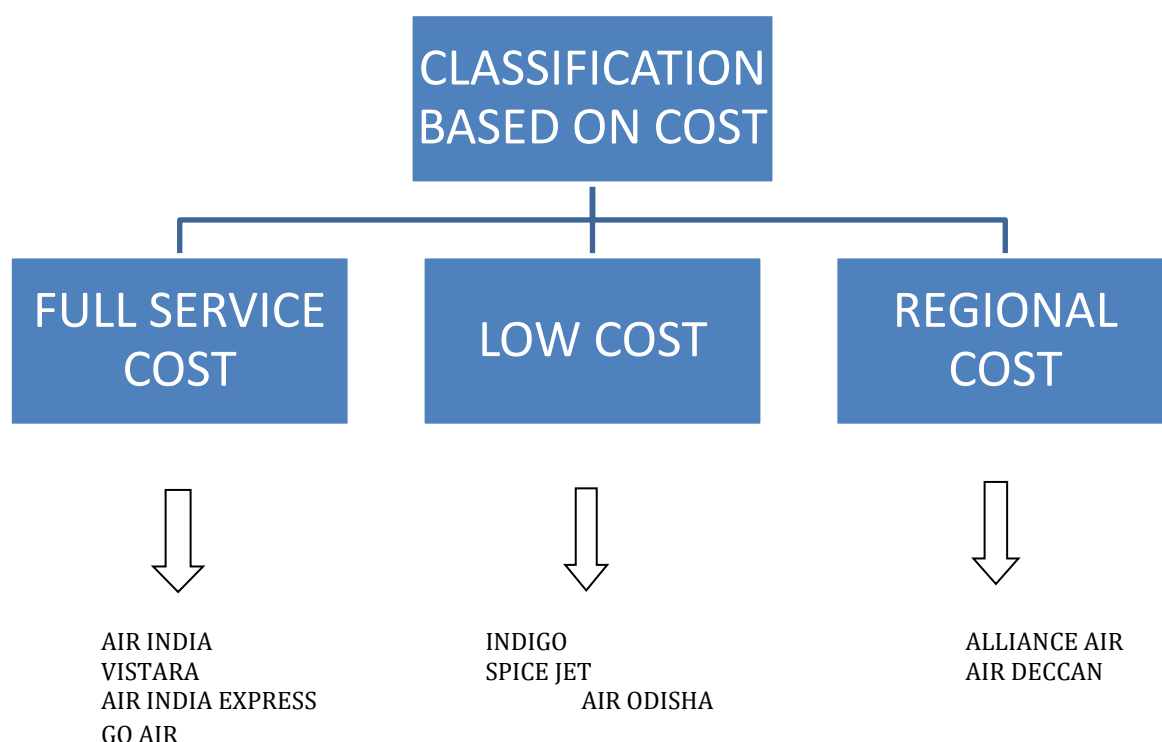 CLASSIFICATION
BASED ON COST
FULL SERVICE
COST
LOW COST
REGIONAL
COST
AIR INDIA
VISTARA
AIR INDIA EXPRESS
GO AIR
INDIGO
SPICE JET
AIR ODISHA
ALLIANCE AIR
AIR DECCAN